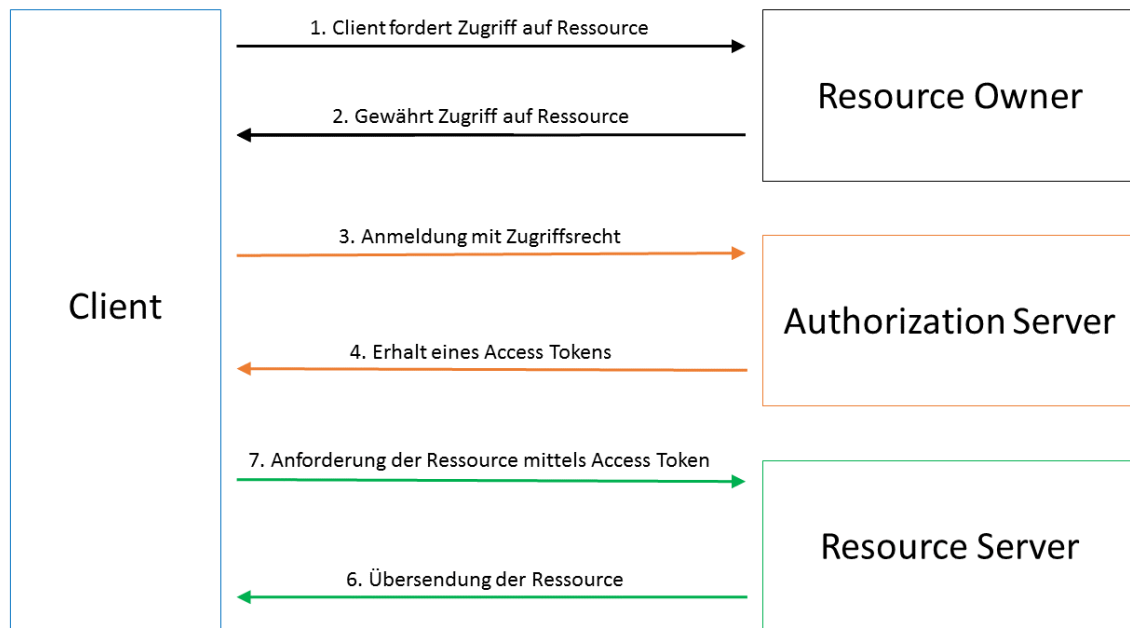 1. Client fordert Zugriff auf Ressource
Resource Owner
2. Gewährt Zugriff auf Ressource
3. Anmeldung mit Zugriffsrecht
Client
Authorization Server
4. Erhalt eines Access Tokens
7. Anforderung der Ressource mittels Access Token
Resource Server
6. Übersendung der Ressource